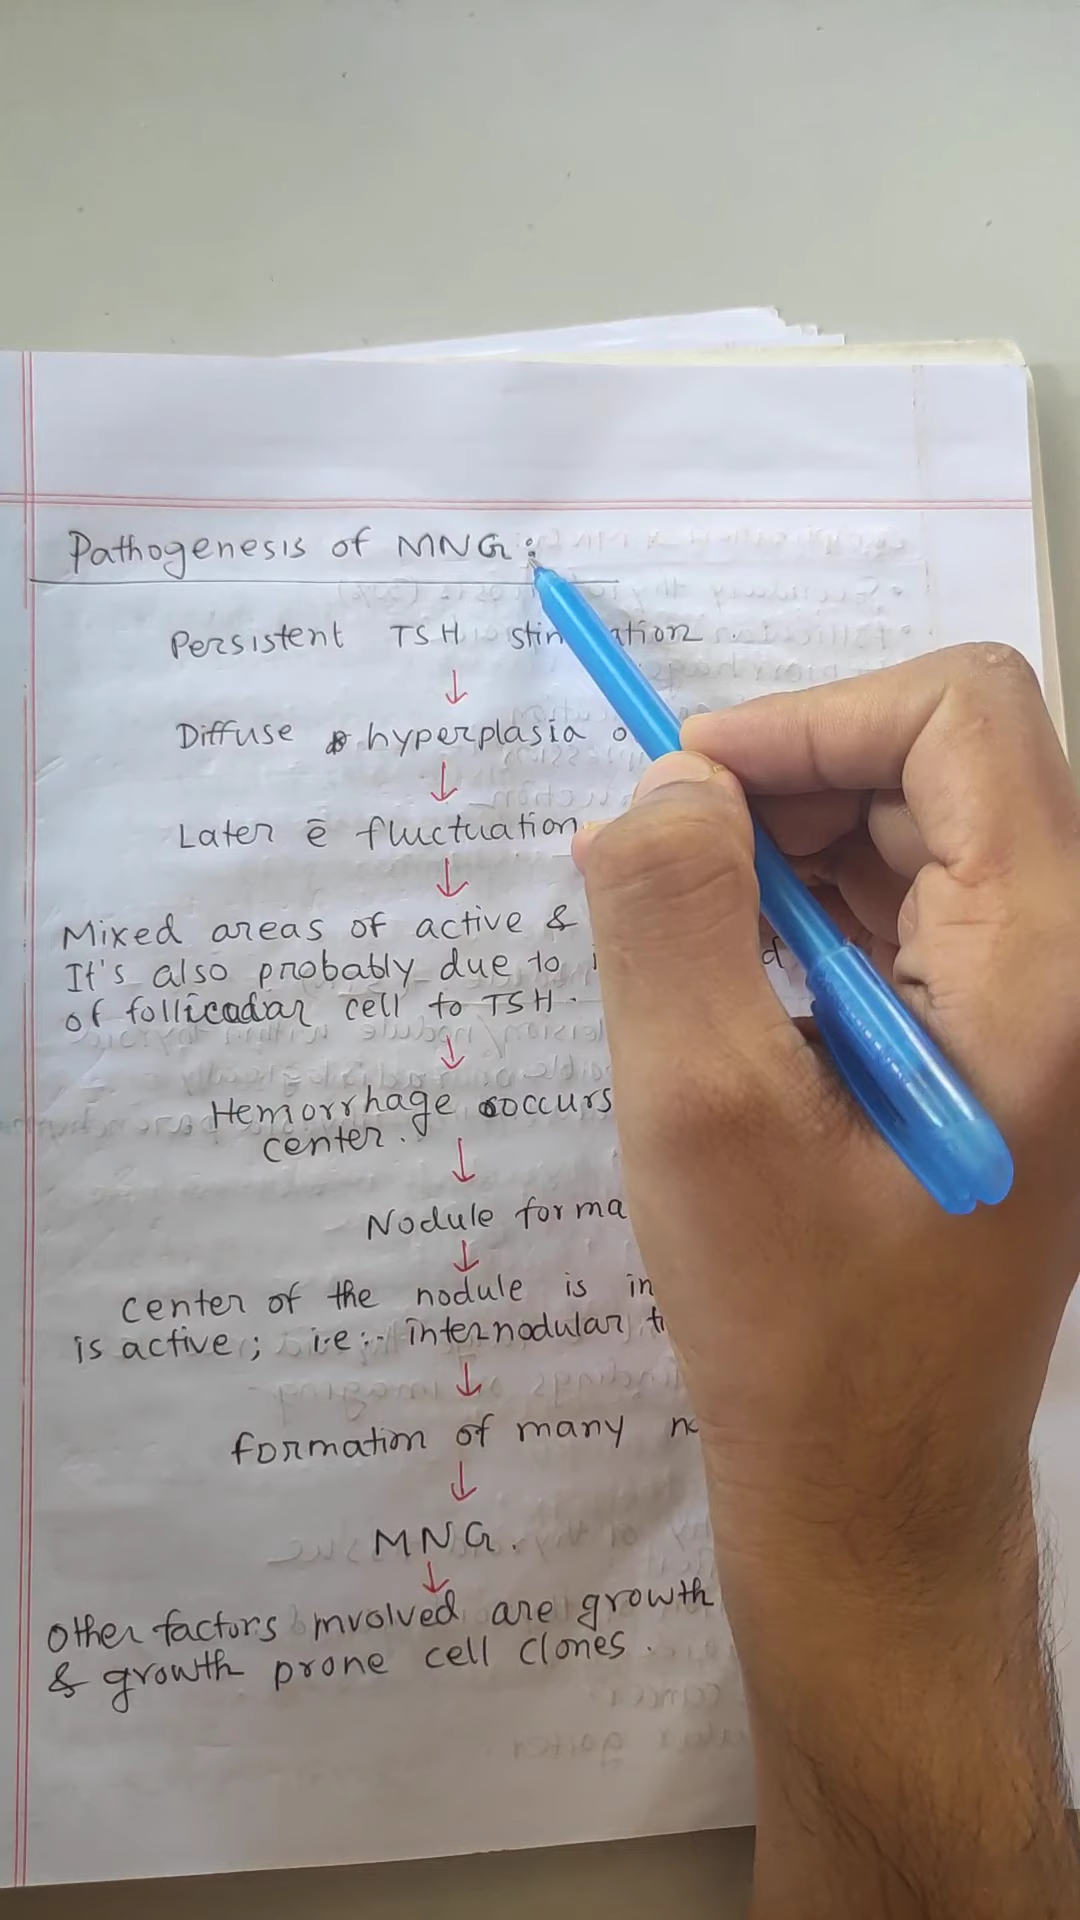 Pathogenesis of MNG:
Persistent TSH
Diffuse hyperplasia
Later c̄ fluctuation
Mixed areas of active &
It's also probably due to
of follicular cell to TSH.
Hemorrhage occurs
center.
Nodule
center of the nodule is
is active; i.e:- internodular
formation of many
MNG.
Other factors involved are growth
& growth prone cell clones.